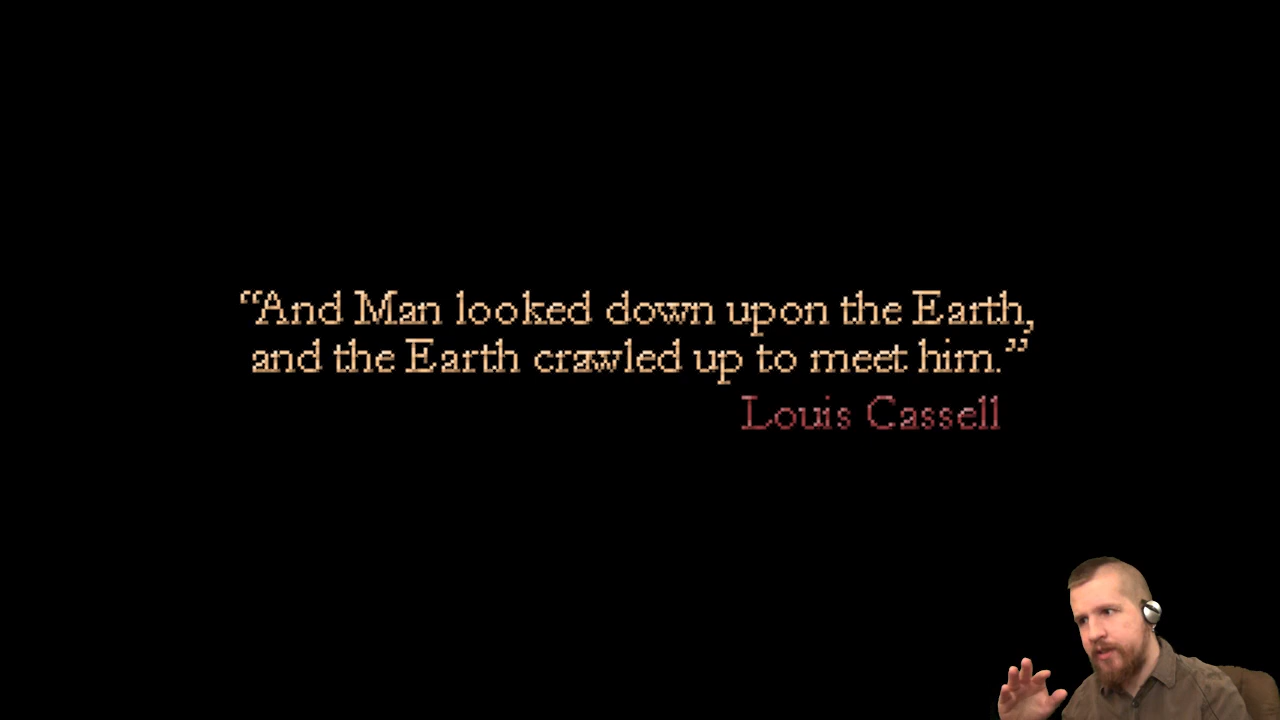 “And Man looked down upon the Earth,
and the Earth crawled up to meet him.”
Louis Cassell